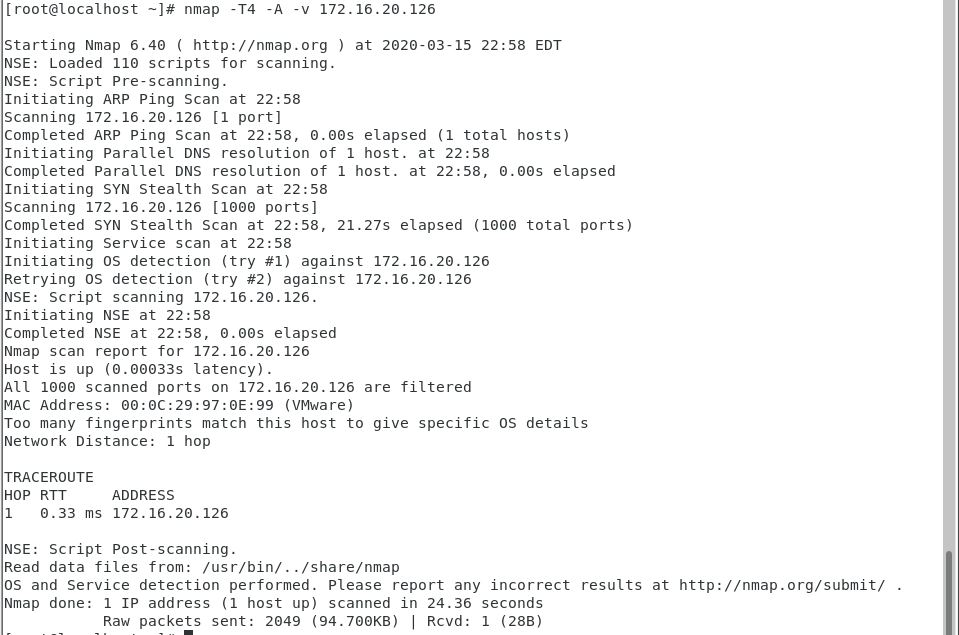 [root@localhost ~]# nmap -T4 -A -v 172.16.20.126

Starting Nmap 6.40 ( http://nmap.org ) at 2020-03-15 22:58 EDT
NSE: Loaded 110 scripts for scanning.
NSE: Script Pre-scanning.
Initiating ARP Ping Scan at 22:58
Scanning 172.16.20.126 [1 port]
Completed ARP Ping Scan at 22:58, 0.00s elapsed (1 total hosts)
Initiating Parallel DNS resolution of 1 host. at 22:58
Completed Parallel DNS resolution of 1 host. at 22:58, 0.00s elapsed
Initiating SYN Stealth Scan at 22:58
Scanning 172.16.20.126 [1000 ports]
Completed SYN Stealth Scan at 22:58, 21.27s elapsed (1000 total ports)
Initiating Service scan at 22:58
Initiating OS detection (try #1) against 172.16.20.126
Retrying OS detection (try #2) against 172.16.20.126
NSE: Script scanning 172.16.20.126.
Initiating NSE at 22:58
Completed NSE at 22:58, 0.00s elapsed
Nmap scan report for 172.16.20.126
Host is up (0.00033s latency).
All 1000 scanned ports on 172.16.20.126 are filtered
MAC Address: 00:0C:29:97:0E:99 (VMware)
Too many fingerprints match this host to give specific OS details
Network Distance: 1 hop

TRACEROUTE
HOP RTT     ADDRESS
1   0.33 ms 172.16.20.126

NSE: Script Post-scanning.
Read data files from: /usr/bin/../share/nmap
OS and Service detection performed. Please report any incorrect results at http://nmap.org/submit/ .
Nmap done: 1 IP address (1 host up) scanned in 24.36 seconds
           Raw packets sent: 2049 (94.700KB) | Rcvd: 1 (28B)